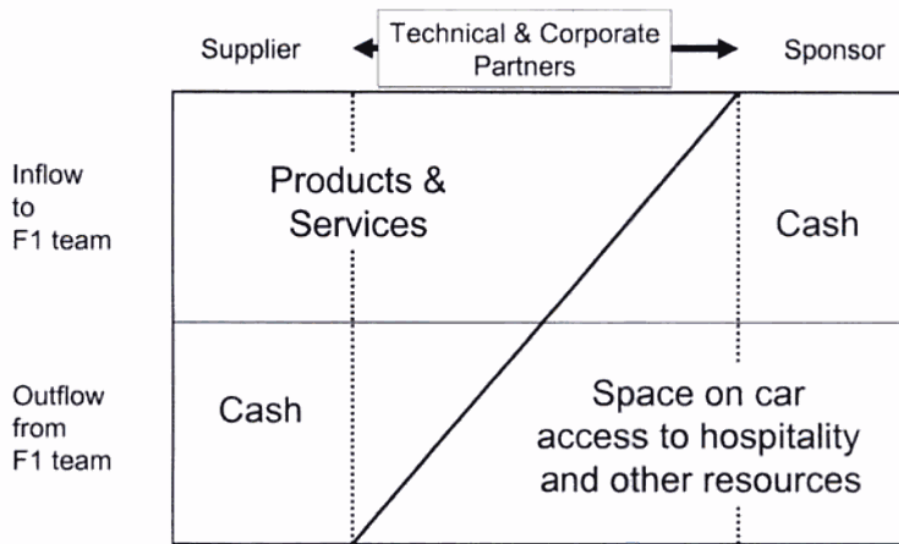 Supplier
Technical & Corporate
Partners
Sponsor
Inflow
to
F1 team
Products &
Services
Cash
Outflow
from
F1 team
Cash
Space on car
access to hospitality
and other resources